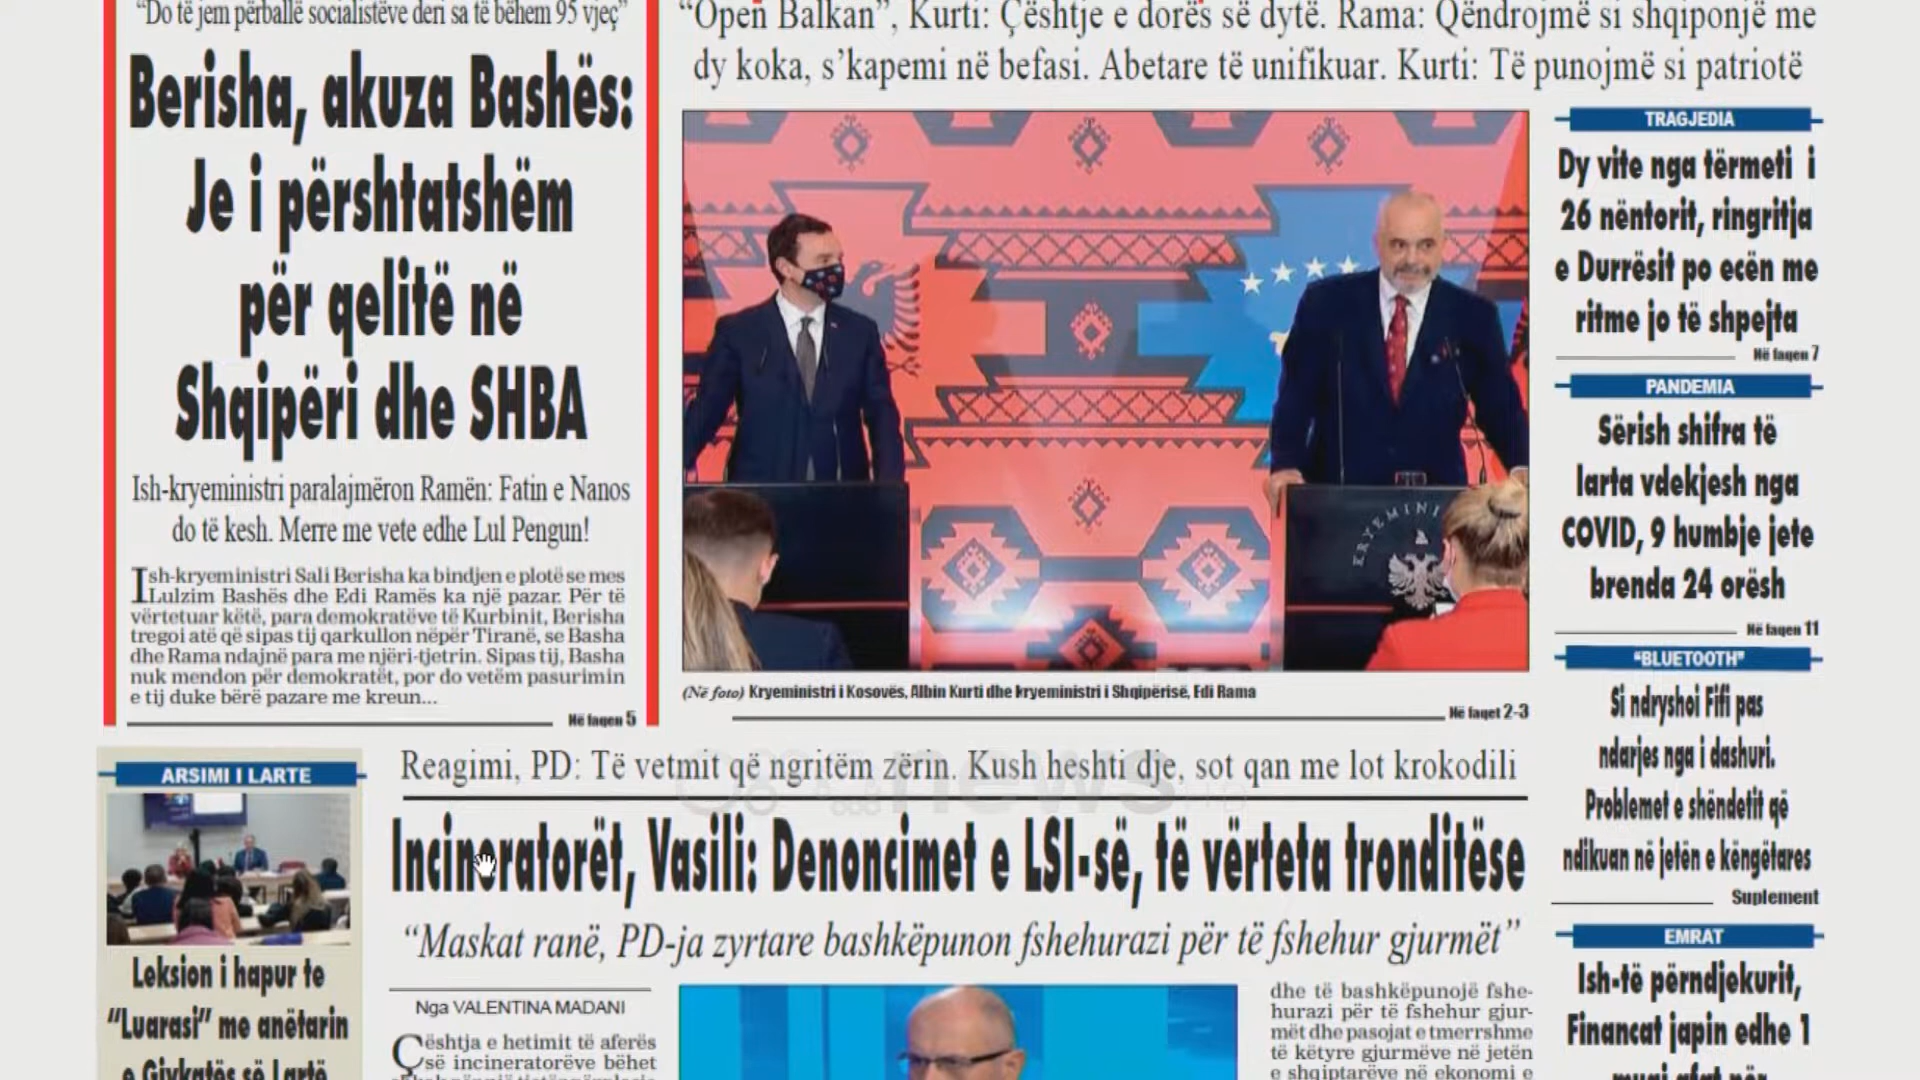 “Do të jem përballë socialistëve deri sa të bëhem 95 vjeç”
Berisha, akuza Bashës:
Je i përshtatshëm
për qelitë në
Shqipëri dhe SHBA
Ish-kryeministri paralajmëron Ramën: Fatin e Nanos
do të kesh. Merre me vete edhe Lul Pengun!
Ish-kryeministri Sali Berisha ka bindjen e plotë se mes
Lulzim Bashës dhe Edi Ramës ka një pazar. Për të
vërtetuar këtë, para demokratëve të Kurbinit, Berisha
tregoi atë që sipas tij qarkullon nëpër Tiranë, se Basha
dhe Rama ndajnë para me njëri-tjetrin. Sipas tij, Basha
nuk mendon për demokratët, por do vetëm pasurimin
e tij duke bërë pazare me kreun...
Në faqen 5
“Open Balkan”, Kurti: Çështje e dorës së dytë. Rama: Qëndrojmë si shqiponjë me
dy koka, s’kapemi në befasi. Abetare të unifikuar. Kurti: Të punojmë si patriotë
KRYEMINI
(Në foto) Kryeministri i Kosovës, Albin Kurti dhe kryeministri i Shqipërisë, Edi Rama
Në faqet 2-3
TRAGJEDIA
Dy vite nga tërmeti i
26 nëntorit, ringritja
e Durrësit po ecën me
ritme jo të shpejta
Në faqen 7
PANDEMIA
Sërish shifra të
larta vdekjesh nga
COVID, 9 humbje jete
brenda 24 orësh
Në faqen 11
“BLUETOOTH”
Si ndryshoi Fifi pas
ndarjes nga i dashuri.
Problemet e shëndetit që
ndikuan në jetën e këngëtares
Suplement
EMRAT
Ish-të përndjekurit,
Financat japin edhe 1
muaj afat për
ARSIMI I LARTE
Leksion i hapur te
“Luarasi” me anëtarin
e Gjykatës së Lartë
Reagimi, PD: Të vetmit që ngritëm zërin. Kush heshti dje, sot qan me lot krokodili
news
Incineratorët, Vasili: Denoncimet e LSI-së, të vërteta tronditëse
“Maskat ranë, PD-ja zyrtare bashkëpunon fshehurazi për të fshehur gjurmët”
Nga VALENTINA MADANI
Çështja e hetimit të aferës
së incineratorëve bëhet
dhe të bashkëpunojë fshe-
hurazi për të fshehur gjur-
mët dhe pasojat e tmerrshme
të këtyre gjurmëve në jetën
e shqiptarëve në ekonomi e